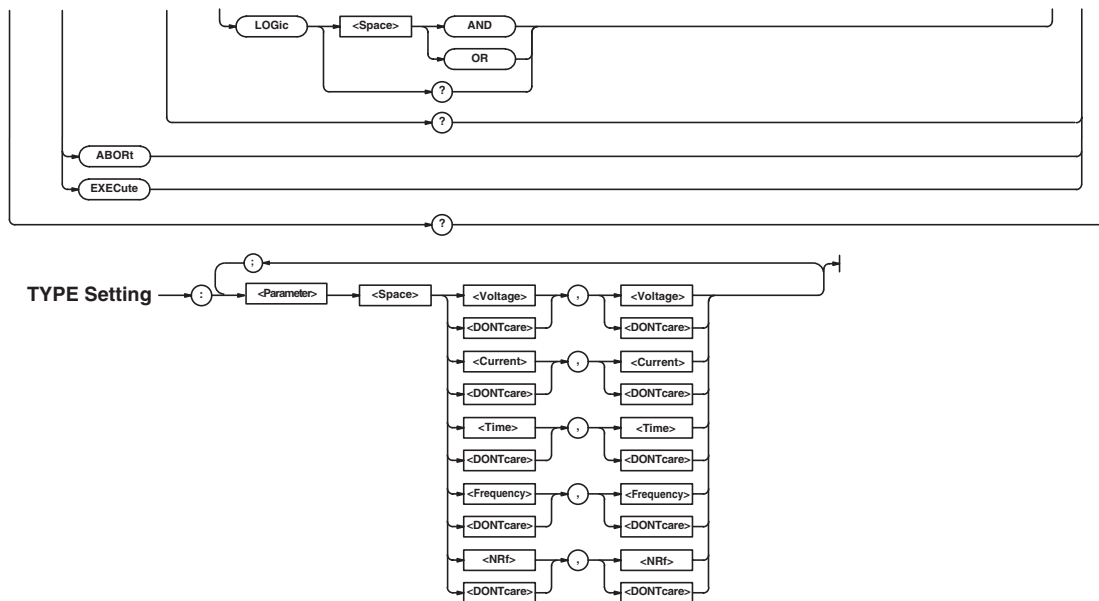 LOGic <Space> AND
OR
?
?
ABORt
EXECute
?
;
TYPE Setting : <Parameter> <Space> <Voltage> , <Voltage>
<DONTcare> <DONTcare>
<Current> , <Current>
<DONTcare> <DONTcare>
<Time> , <Time>
<DONTcare> <DONTcare>
<Frequency> , <Frequency>
<DONTcare> <DONTcare>
<NRf> , <NRf>
<DONTcare> <DONTcare>